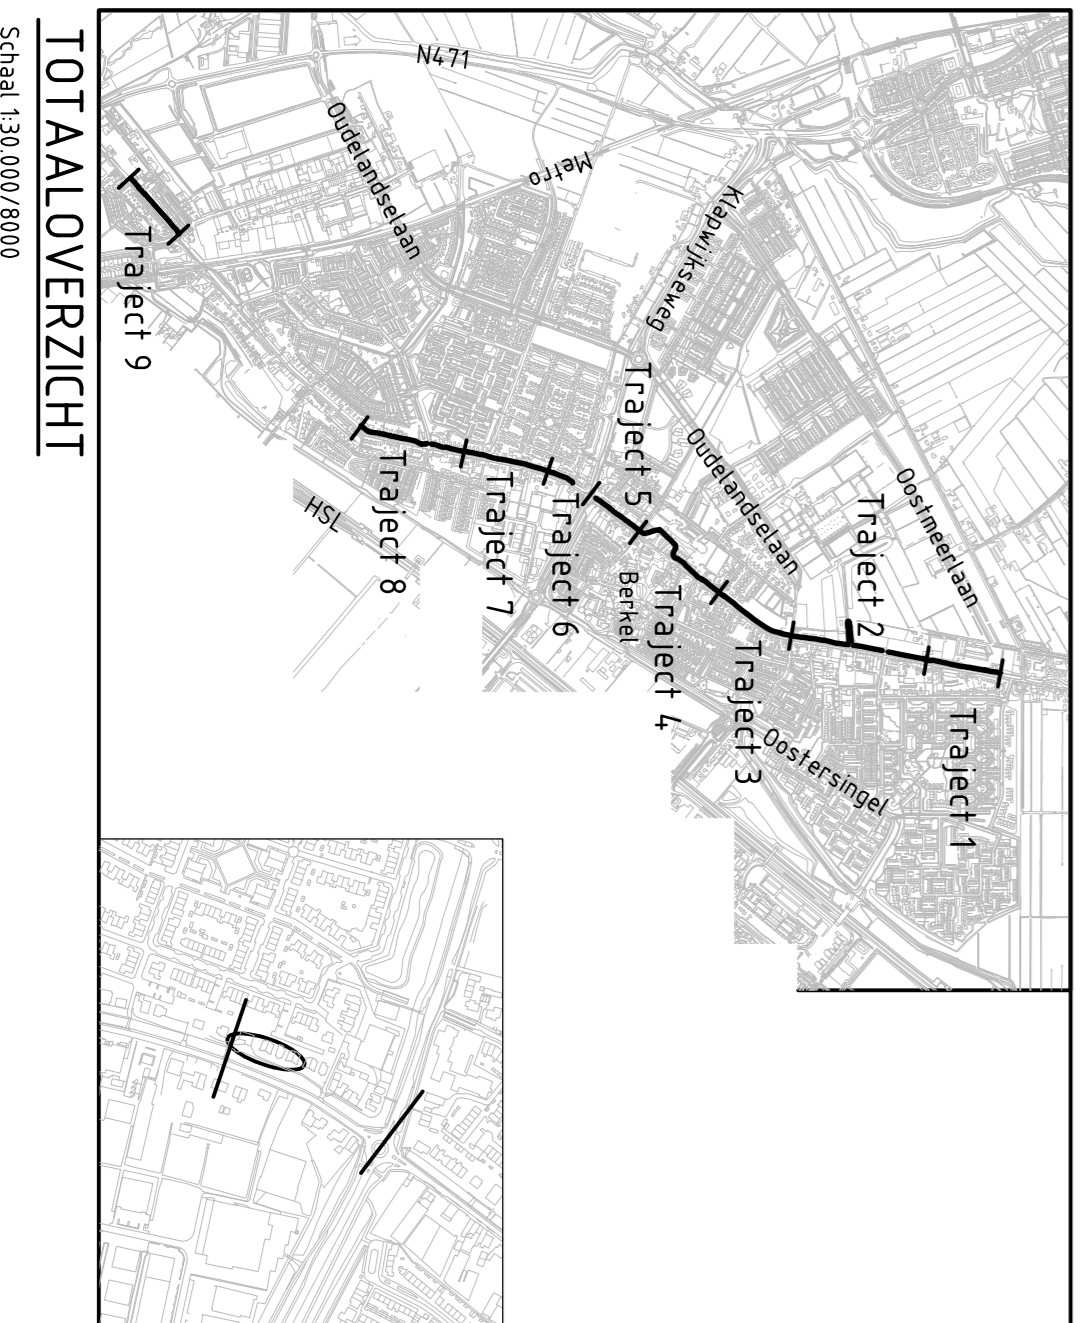 TOTAALOVERZICHT
Schaal 1:30.000/8000
N471
Oudelandselaan
Metro
Klapwijkseweg
Oostmeerlaan
Oudelandselaan
Traject 1
Traject 2
Traject 3
Traject 4
Traject 5
Traject 6
Traject 7
Traject 8
Traject 9
Berkel
Oostersingel
HSL